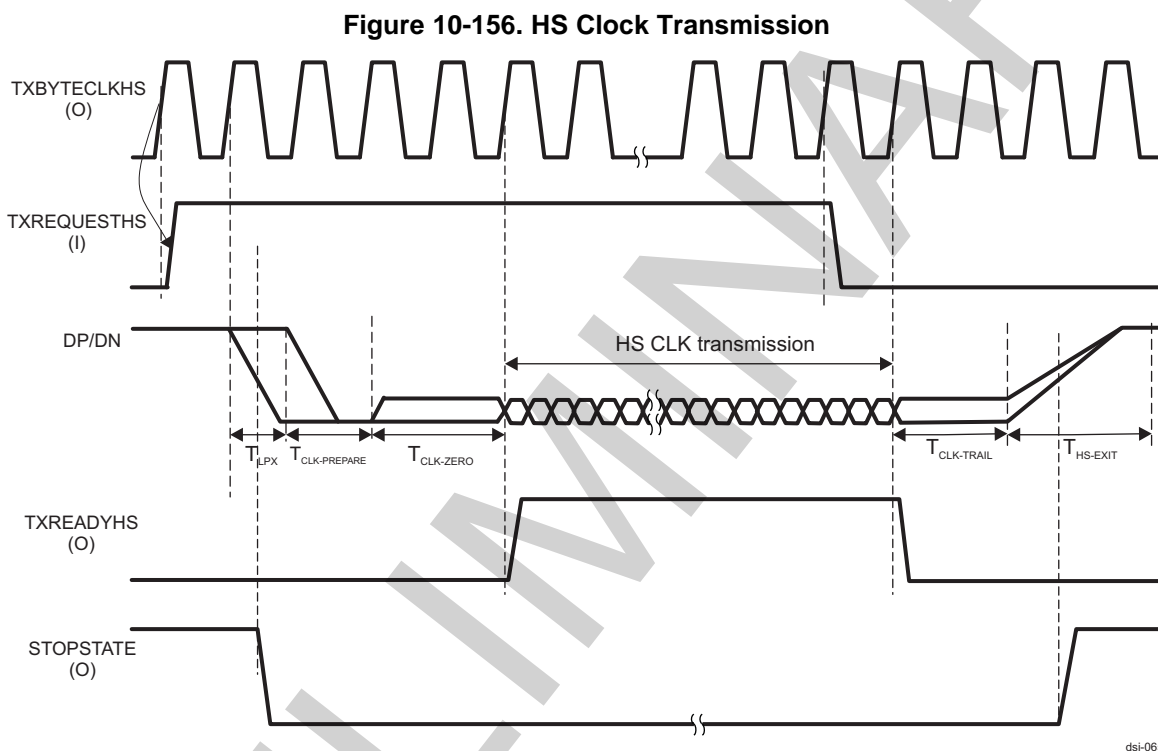 Figure 10-156. HS Clock Transmission
TXBYTECLKHS
(O)
TXREQUESTHS
(I)
DP/DN
HS CLK transmission
TLPX
TCLK-PREPARE
TCLK-ZERO
TCLK-TRAIL
THS-EXIT
TXREADYHS
(O)
STOPSTATE
(O)
dsi-06